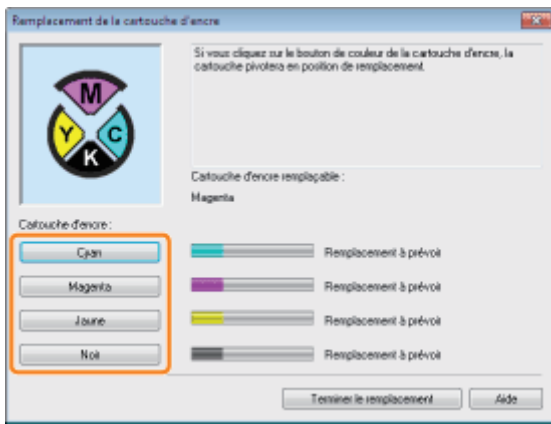 Remplacement de la cartouche d'encre
Si vous cliquez sur le bouton de couleur de la cartouche d'encre, la
cartouche pivotera en position de remplacement.
M
Y C
K
Cartouche d'encre remplaçable :
Magenta
Cartouche d'encre :
Cyan Remplacement à prévoir
Magenta Remplacement à prévoir
Jaune Remplacement à prévoir
Noir Remplacement à prévoir
Terminer le remplacement Aide